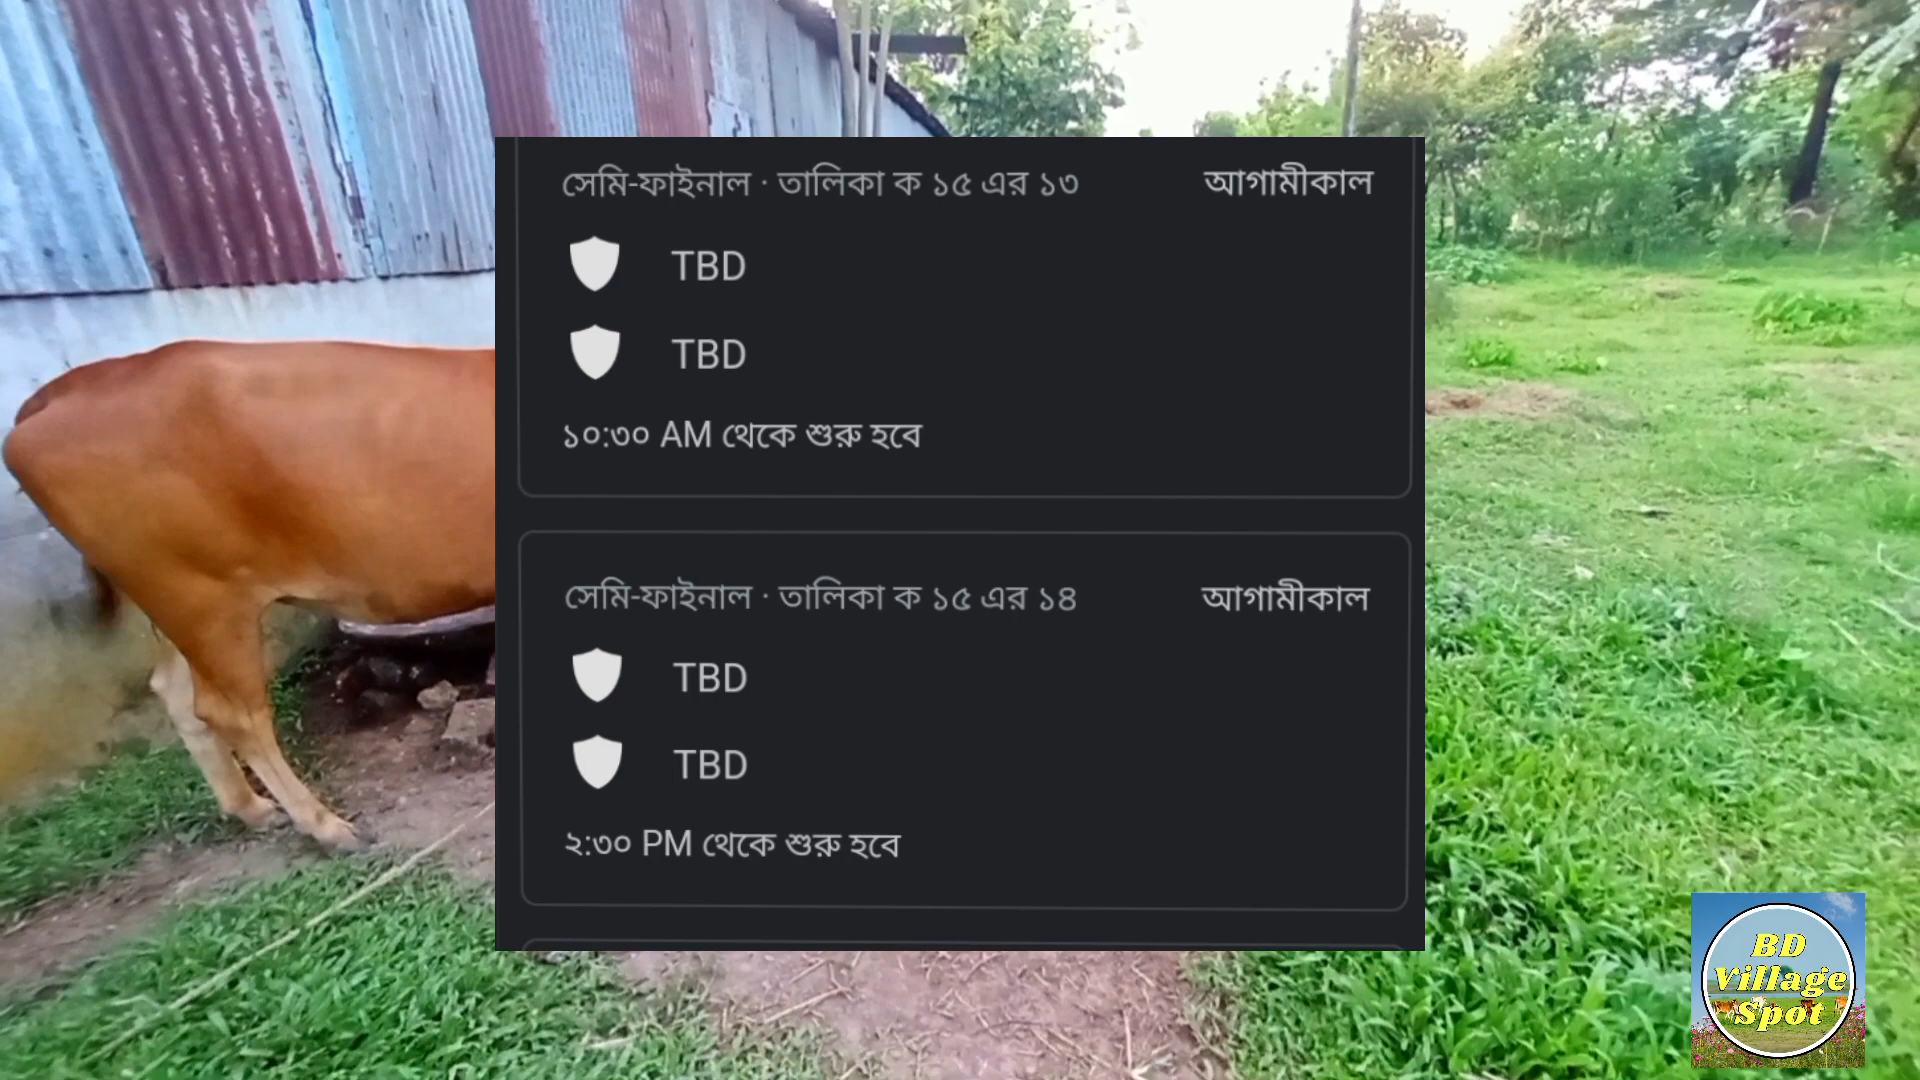 সেমি-ফাইনাল · তালিকা ক ১৫ এর ১৩ আগামীকাল
TBD
TBD
১০:৩০ AM থেকে শুরু হবে
সেমি-ফাইনাল · তালিকা ক ১৫ এর ১৪ আগামীকাল
TBD
TBD
২:৩০ PM থেকে শুরু হবে
BD
Village
Spot